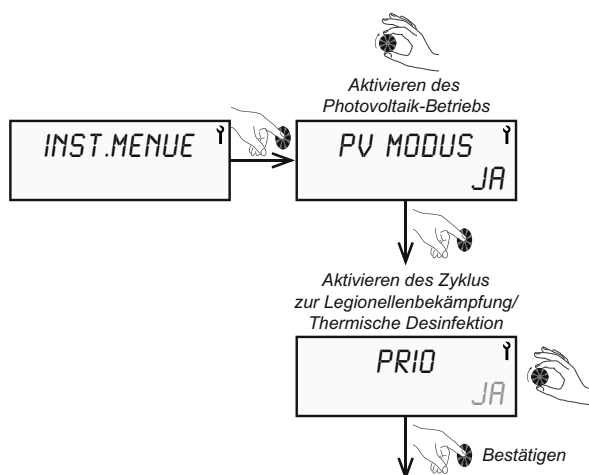 Aktivieren des
Photovoltaik-Betriebs
INST.MENUE
PV MODUS
JA
Aktivieren des Zyklus
zur Legionellenbekämpfung/
Thermische Desinfektion
PRIO
JA
Bestätigen